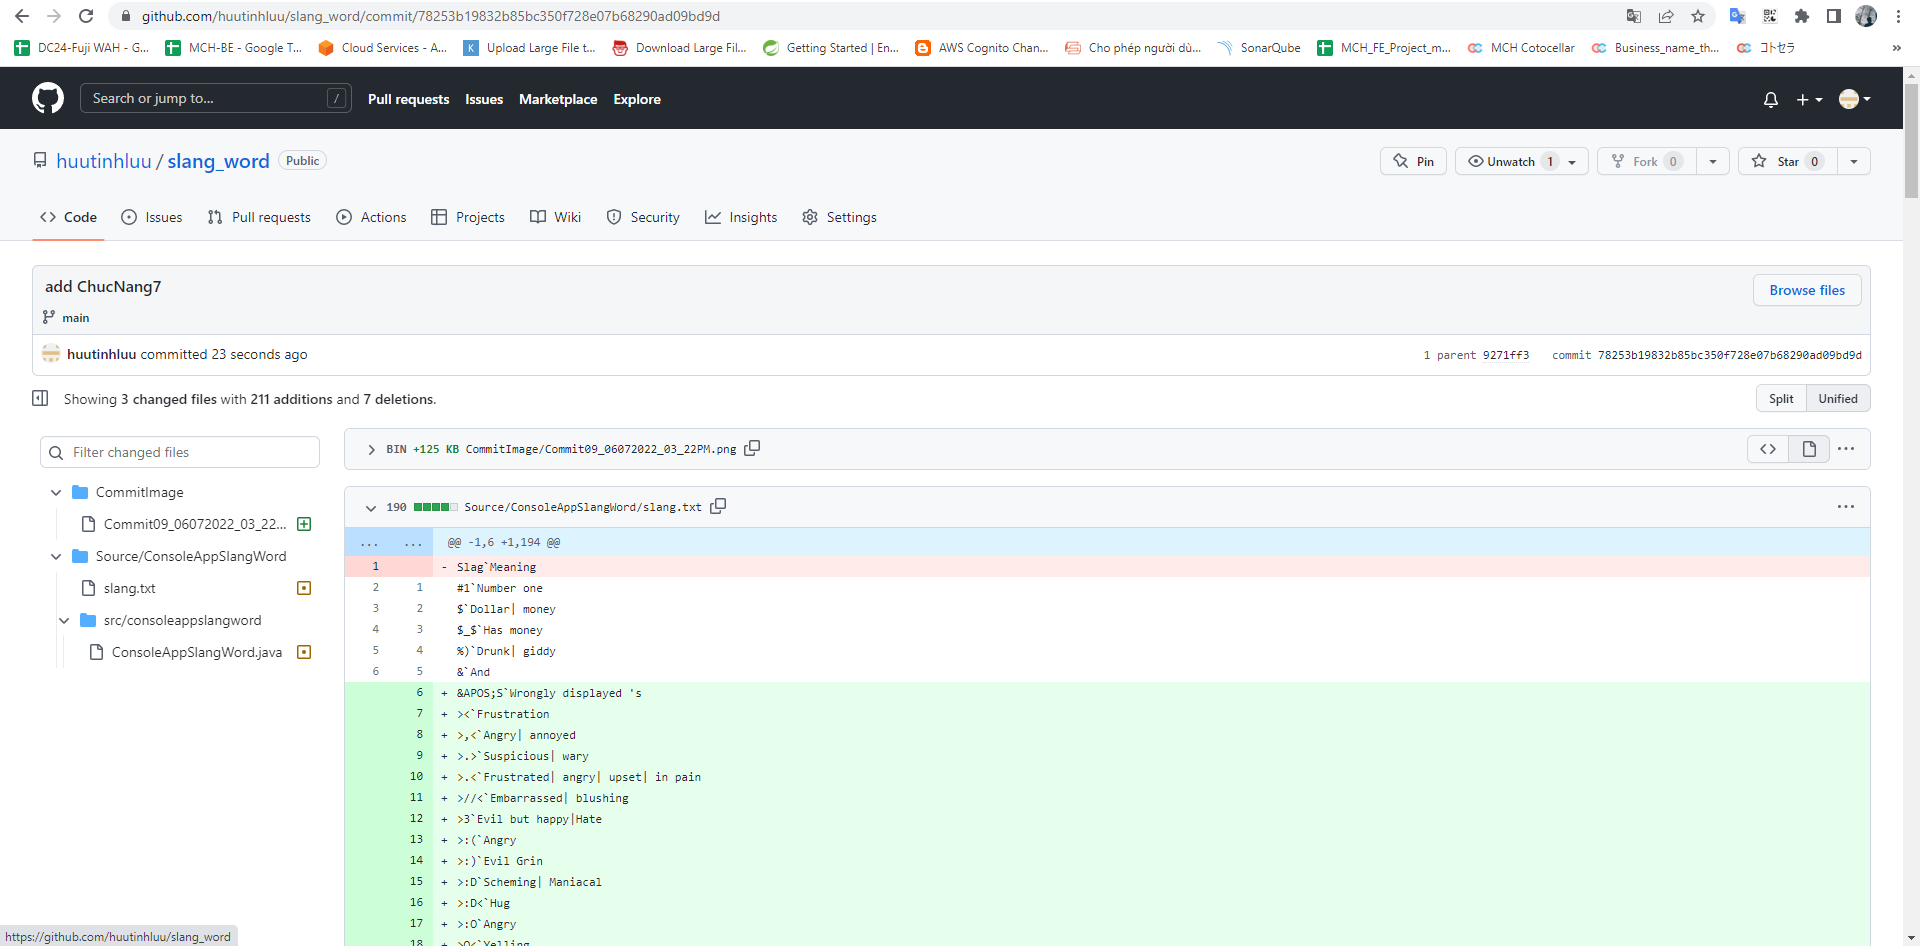 github.com/huutinhluu/slang_word/commit/78253b19832b85bc350f728e07b68290ad09bd9d
DC24-Fuji WAH - G... MCH-BE - Google T... Cloud Services - A... Upload Large File t... Download Large Fil... Getting Started | En... AWS Cognito Chan... Cho phép người dù... SonarQube MCH_FE_Project_m... MCH Cotocellar Business_name_th... コトセラ »
Search or jump to... / Pull requests Issues Marketplace Explore
huutinhluu / slang_word Public Pin Unwatch 1 Fork 0 Star 0
Code Issues Pull requests Actions Projects Wiki Security Insights Settings
add ChucNang7 Browse files
main
huutinhluu committed 23 seconds ago 1 parent 9271ff3 commit 78253b19832b85bc350f728e07b68290ad09bd9d
Showing 3 changed files with 211 additions and 7 deletions. Split Unified
Filter changed files
CommitImage
Commit09_06072022_03_22...
Source/ConsoleAppSlangWord
slang.txt
src/consoleappslangword
ConsoleAppSlangWord.java
BIN +125 KB CommitImage/Commit09_06072022_03_22PM.png
190 Source/ConsoleAppSlangWord/slang.txt
... ... @@ -1,6 +1,194 @@
1 - Slag`Meaning
2 1 #1`Number one
3 2 $`Dollar| money
4 3 $_$`Has money
5 4 %)`Drunk| giddy
6 5 &`And
6 + &APOS;S`Wrongly displayed 's
7 + ><`Frustration
8 + >,<`Angry| annoyed
9 + >.>`Suspicious| wary
10 + >.<`Frustrated| angry| upset| in pain
11 + >//<`Embarrassed| blushing
12 + >3`Evil but happy|Hate
13 + >:(`Angry
14 + >:)`Evil Grin
15 + >:D`Scheming| Maniacal
16 + >:D<`Hug
17 + >:O`Angry
18 + >O<`Yelling
https://github.com/huutinhluu/slang_word